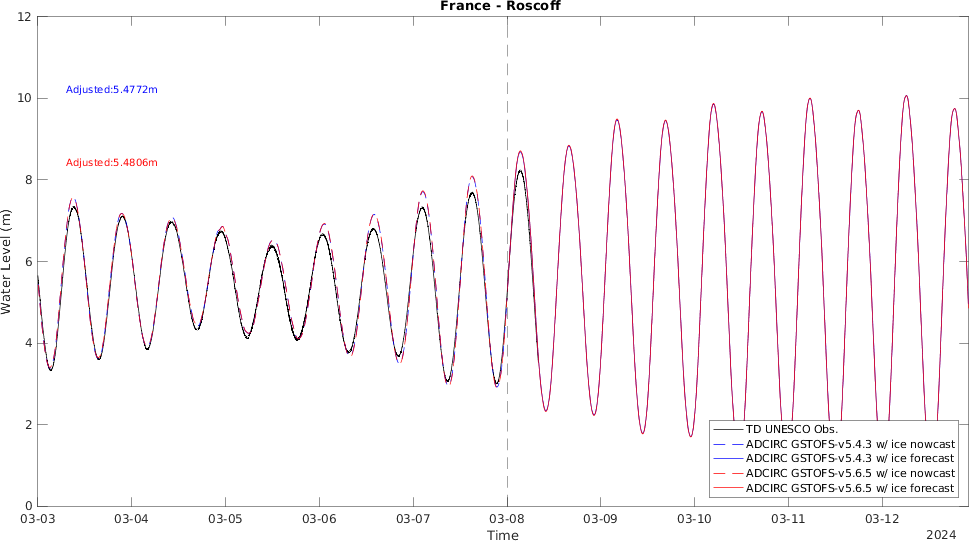 France - Roscoff
Water Level (m)
12
10
8
6
4
2
0
Adjusted:5.4772m
Adjusted:5.4806m
TD UNESCO Obs.
ADCIRC GSTOFS-v5.4.3 w/ ice nowcast
ADCIRC GSTOFS-v5.4.3 w/ ice forecast
ADCIRC GSTOFS-v5.6.5 w/ ice nowcast
ADCIRC GSTOFS-v5.6.5 w/ ice forecast
03-03 03-04 03-05 03-06 03-07 03-08 03-09 03-10 03-11 03-12
Time
2024